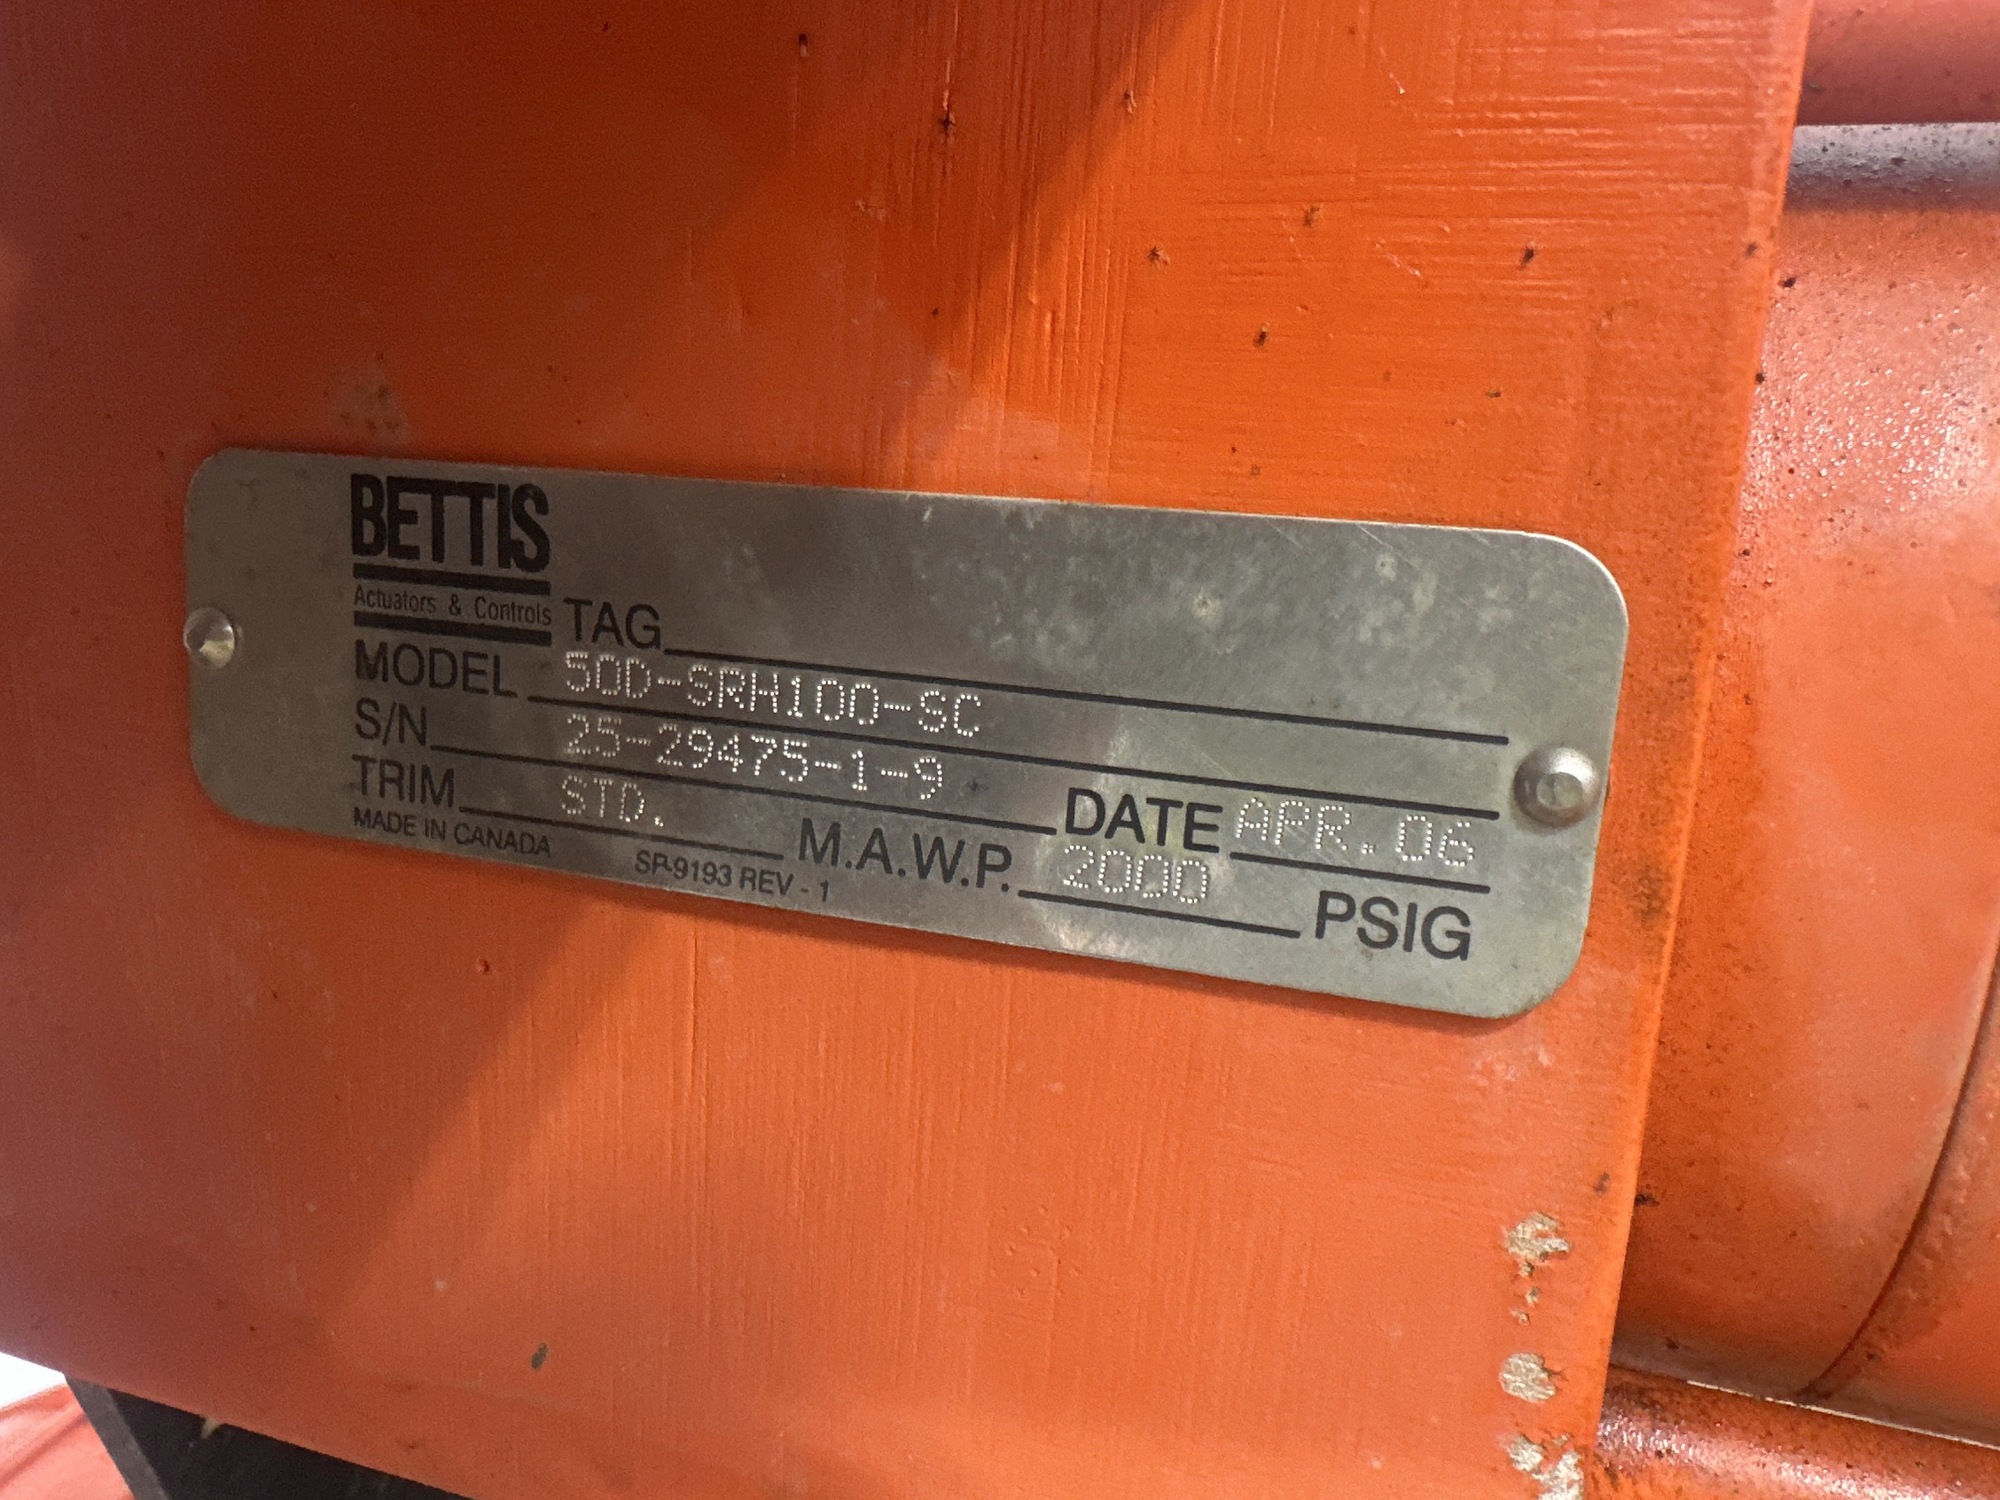 BETTIS
Actuators & Controls
TAG
MODEL 50D-SRH100-SC
S/N 25-29475-1-9 DATE APR.06
TRIM STD. M.A.W.P. 2000 PSIG
MADE IN CANADA SP-9193 REV - 1